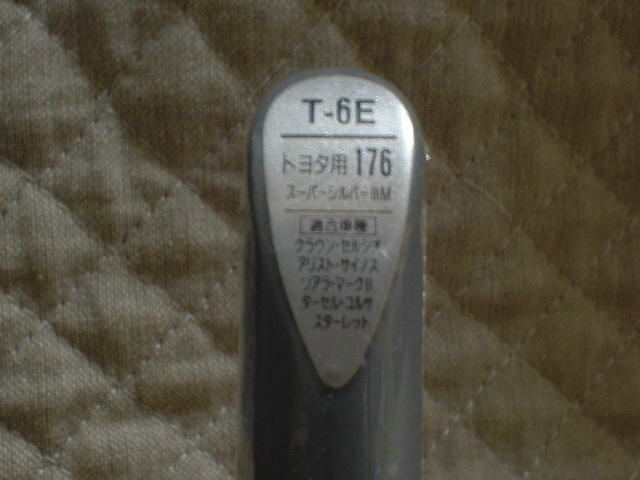 T-6E
トヨタ用 176
スーパーシルバーⅢM
適合車種
クラウン・セルシオ
アリスト・サイノス
ソアラ・マークⅡ
ターセル・コルサ
スターレット